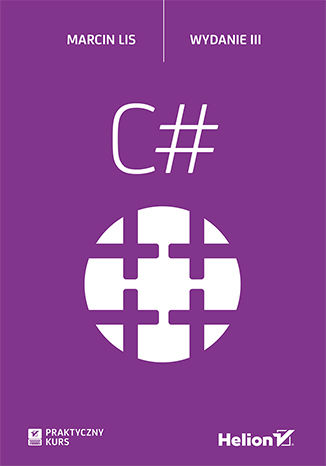 MARCIN LIS
WYDANIE III
C#
PRAKTYCZNY
KURS
Helion